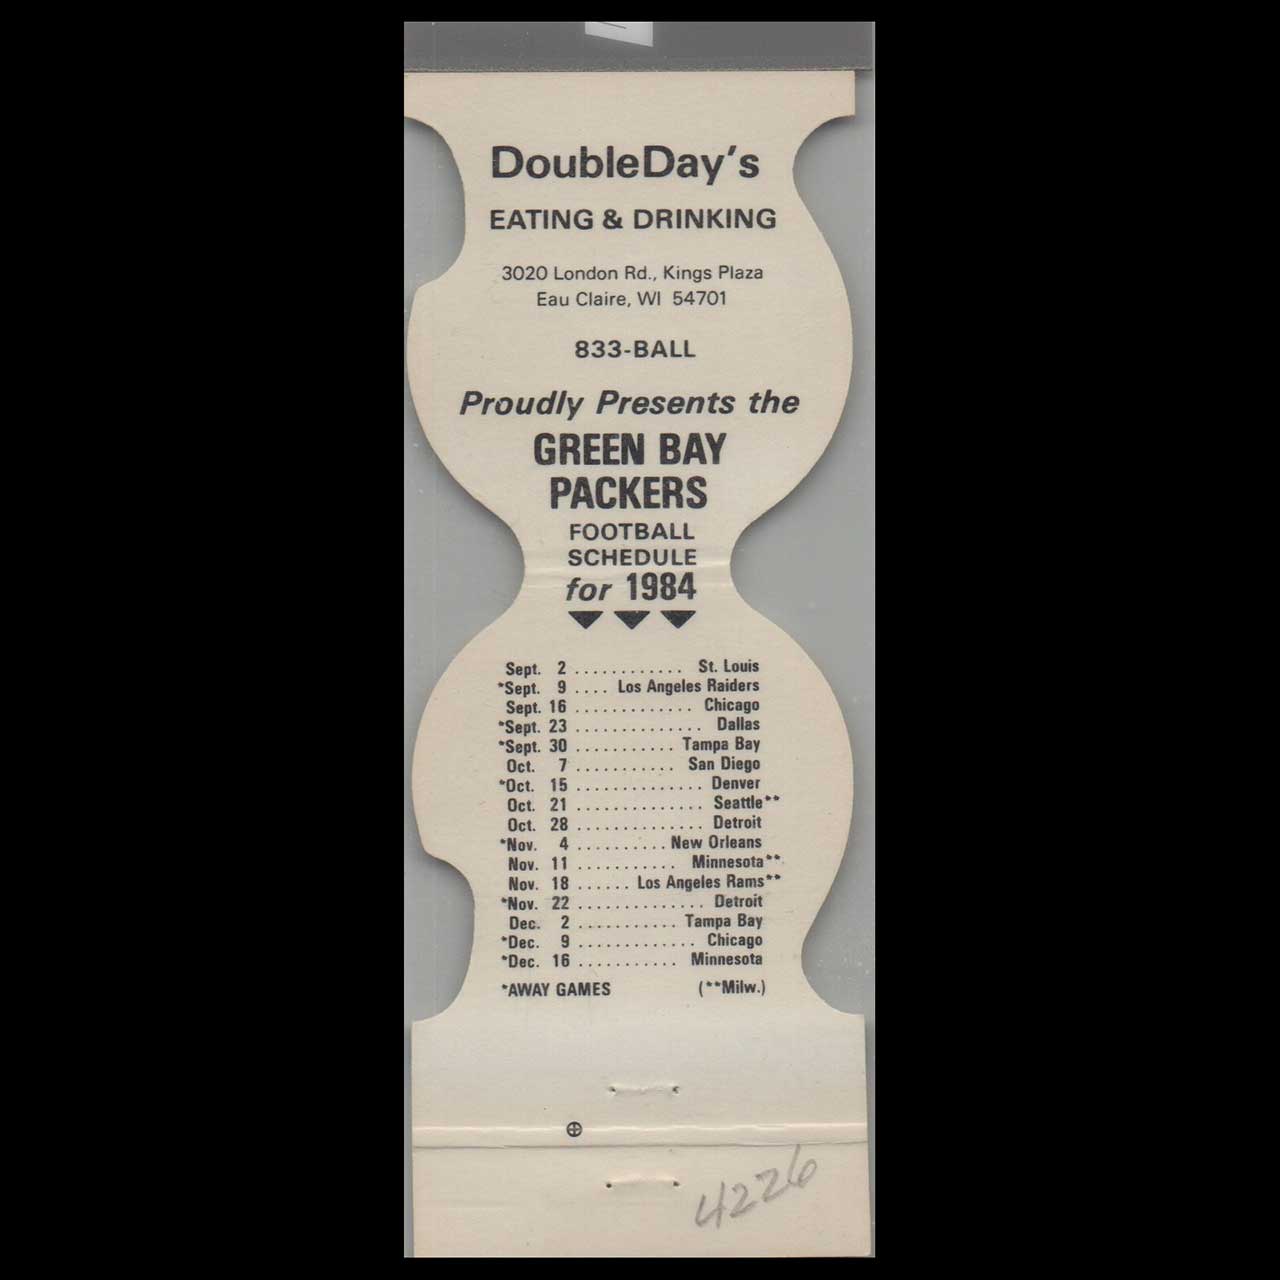 DoubleDay's
EATING & DRINKING
3020 London Rd., Kings Plaza
Eau Claire, WI 54701
833-BALL
Proudly Presents the
GREEN BAY
PACKERS
FOOTBALL
SCHEDULE
for 1984
Sept. 2 ............ St. Louis
*Sept. 9 .... Los Angeles Raiders
Sept. 16 ............. Chicago
*Sept. 23 .............. Dallas
*Sept. 30 ........... Tampa Bay
Oct. 7 ........... San Diego
*Oct. 15 .............. Denver
Oct. 21 .............. Seattle**
Oct. 28 .............. Detroit
*Nov. 4 .......... New Orleans
Nov. 11 ........... Minnesota**
Nov. 18 ...... Los Angeles Rams**
*Nov. 22 .............. Detroit
Dec. 2 ........... Tampa Bay
*Dec. 9 ............. Chicago
*Dec. 16 ........... Minnesota
*AWAY GAMES (**Milw.)
4226